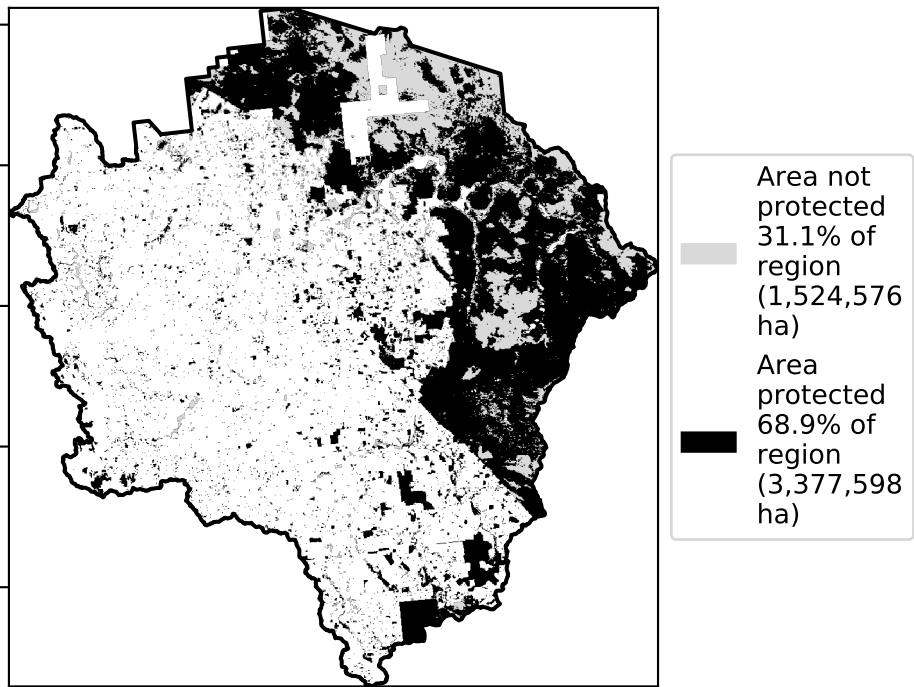 Area not
protected
31.1% of
region
(1,524,576
ha)
Area
protected
68.9% of
region
(3,377,598
ha)